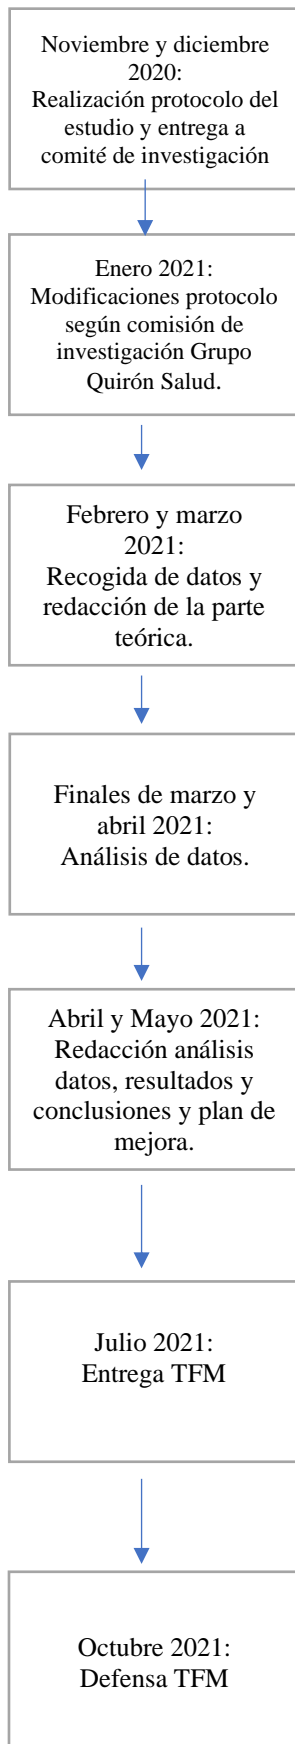 Noviembre y diciembre
2020:
Realización protocolo del
estudio y entrega a
comité de investigación
Enero 2021:
Modificaciones protocolo
según comisión de
investigación Grupo
Quirón Salud.
Febrero y marzo
2021:
Recogida de datos y
redacción de la parte
teórica.
Finales de marzo y
abril 2021:
Análisis de datos.
Abril y Mayo 2021:
Redacción análisis
datos, resultados y
conclusiones y plan de
mejora.
Julio 2021:
Entrega TFM
Octubre 2021:
Defensa TFM